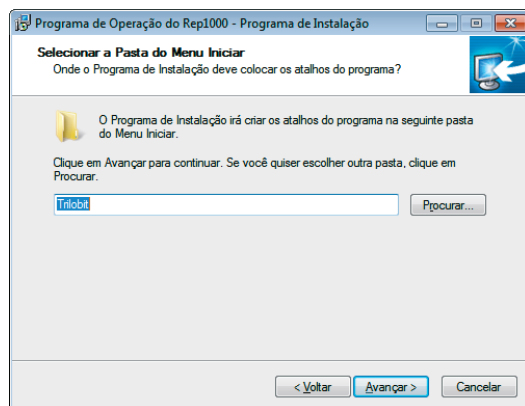 Programa de Operação do Rep1000 - Programa de Instalação
Selecionar a Pasta do Menu Iniciar
Onde o Programa de Instalação deve colocar os atalhos do programa?
O Programa de Instalação irá criar os atalhos do programa na seguinte pasta
do Menu Iniciar.
Clique em Avançar para continuar. Se você quiser escolher outra pasta, clique em
Procurar.
Trilobit
Procurar...
< Voltar
Avançar >
Cancelar